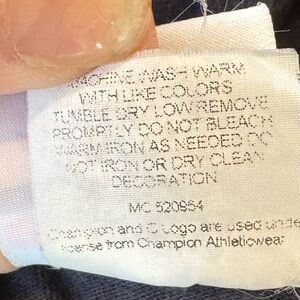 MACHINE WASH WARM
WITH LIKE COLORS
TUMBLE DRY LOW REMOVE
PROMPTLY DO NOT BLEACH
WARM IRON AS NEEDED DO
NOT IRON OR DRY CLEAN
DECORATION
MC 520954
Champion and C Logo are used unde
license from Champion Athleticwear